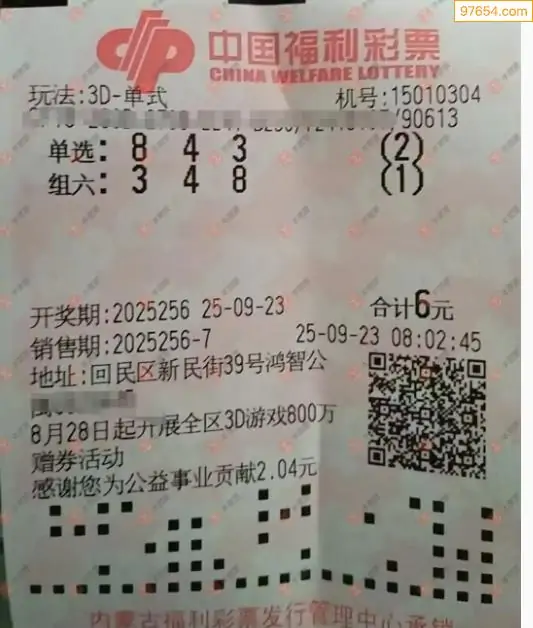 97654.com
中国福利彩票
CHINA WELFARE LOTTERY
玩法:3D-单式 机号:15010304
/90613
单选: 8 4 3 (2)
组六: 3 4 8 (1)
开奖期:2025256 25-09-23 合计6元
销售期:2025256-7 25-09-23 08:02:45
地址:回民区新民街39号鸿智公
8月28日起开展全区3D游戏800万
赠券活动
感谢您为公益事业贡献2.04元
内蒙古福利彩票发行管理中心承销